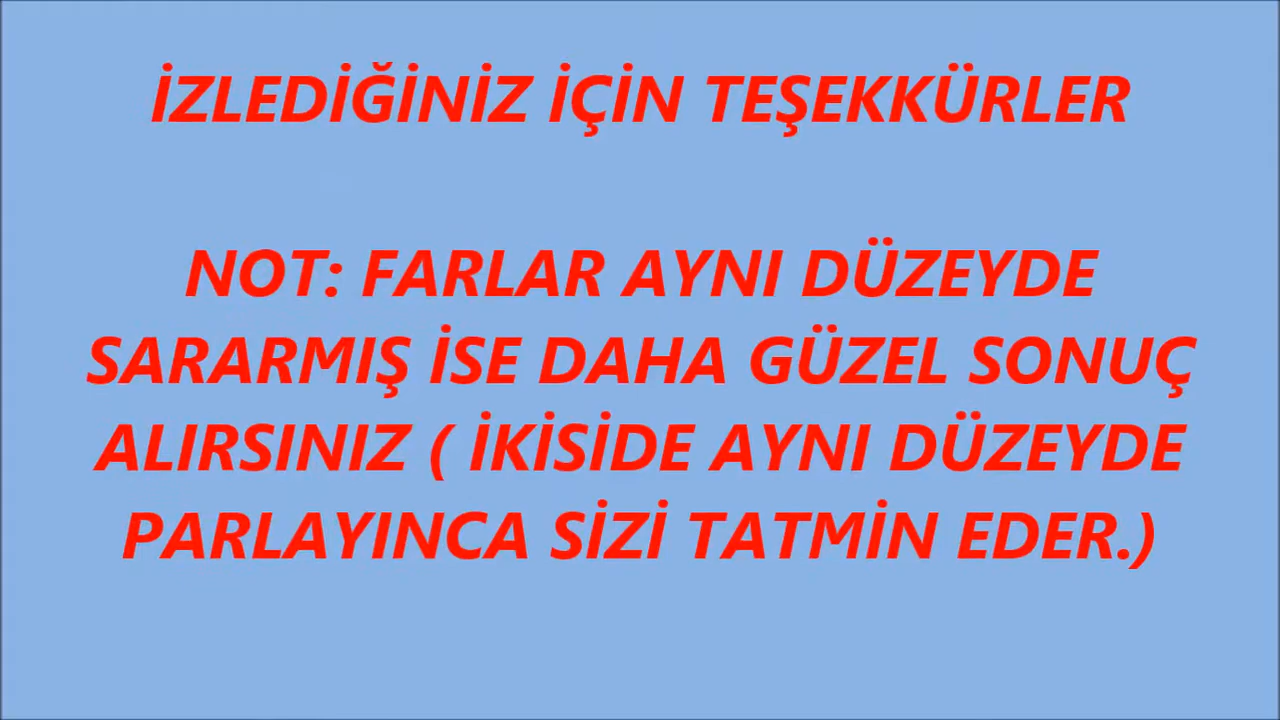 İZLEDİĞİNİZ İÇİN TEŞEKKÜRLER
NOT: FARLAR AYNI DÜZEYDE
SARARMIŞ İSE DAHA GÜZEL SONUÇ
ALIRSINIZ ( İKİSİDE AYNI DÜZEYDE
PARLAYINCA SİZİ TATMİN EDER.)